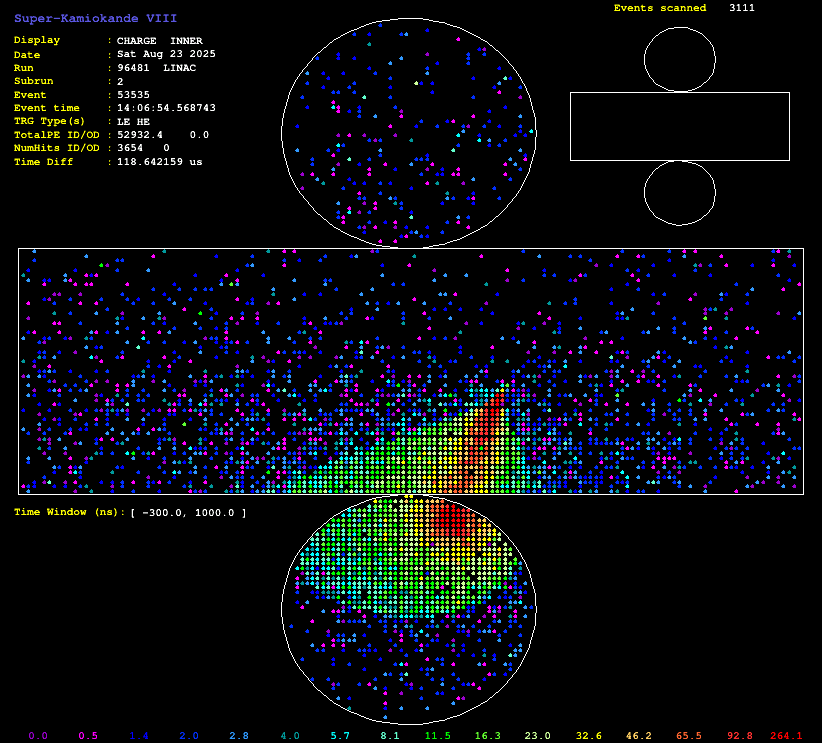 Super-Kamiokande VIII
Events scanned 3111
Display : CHARGE INNER
Date : Sat Aug 23 2025
Run : 96481 LINAC
Subrun : 2
Event : 53535
Event time : 14:06:54.568743
TRG Type(s) : LE HE
TotalPE ID/OD : 52932.4 0.0
NumHits ID/OD : 3654 0
Time Diff : 118.642159 us
Time Window (ns): [ -300.0, 1000.0 ]
0.0 0.5 1.4 2.0 2.8 4.0 5.7 8.1 11.5 16.3 23.0 32.6 46.2 65.5 92.8 264.1